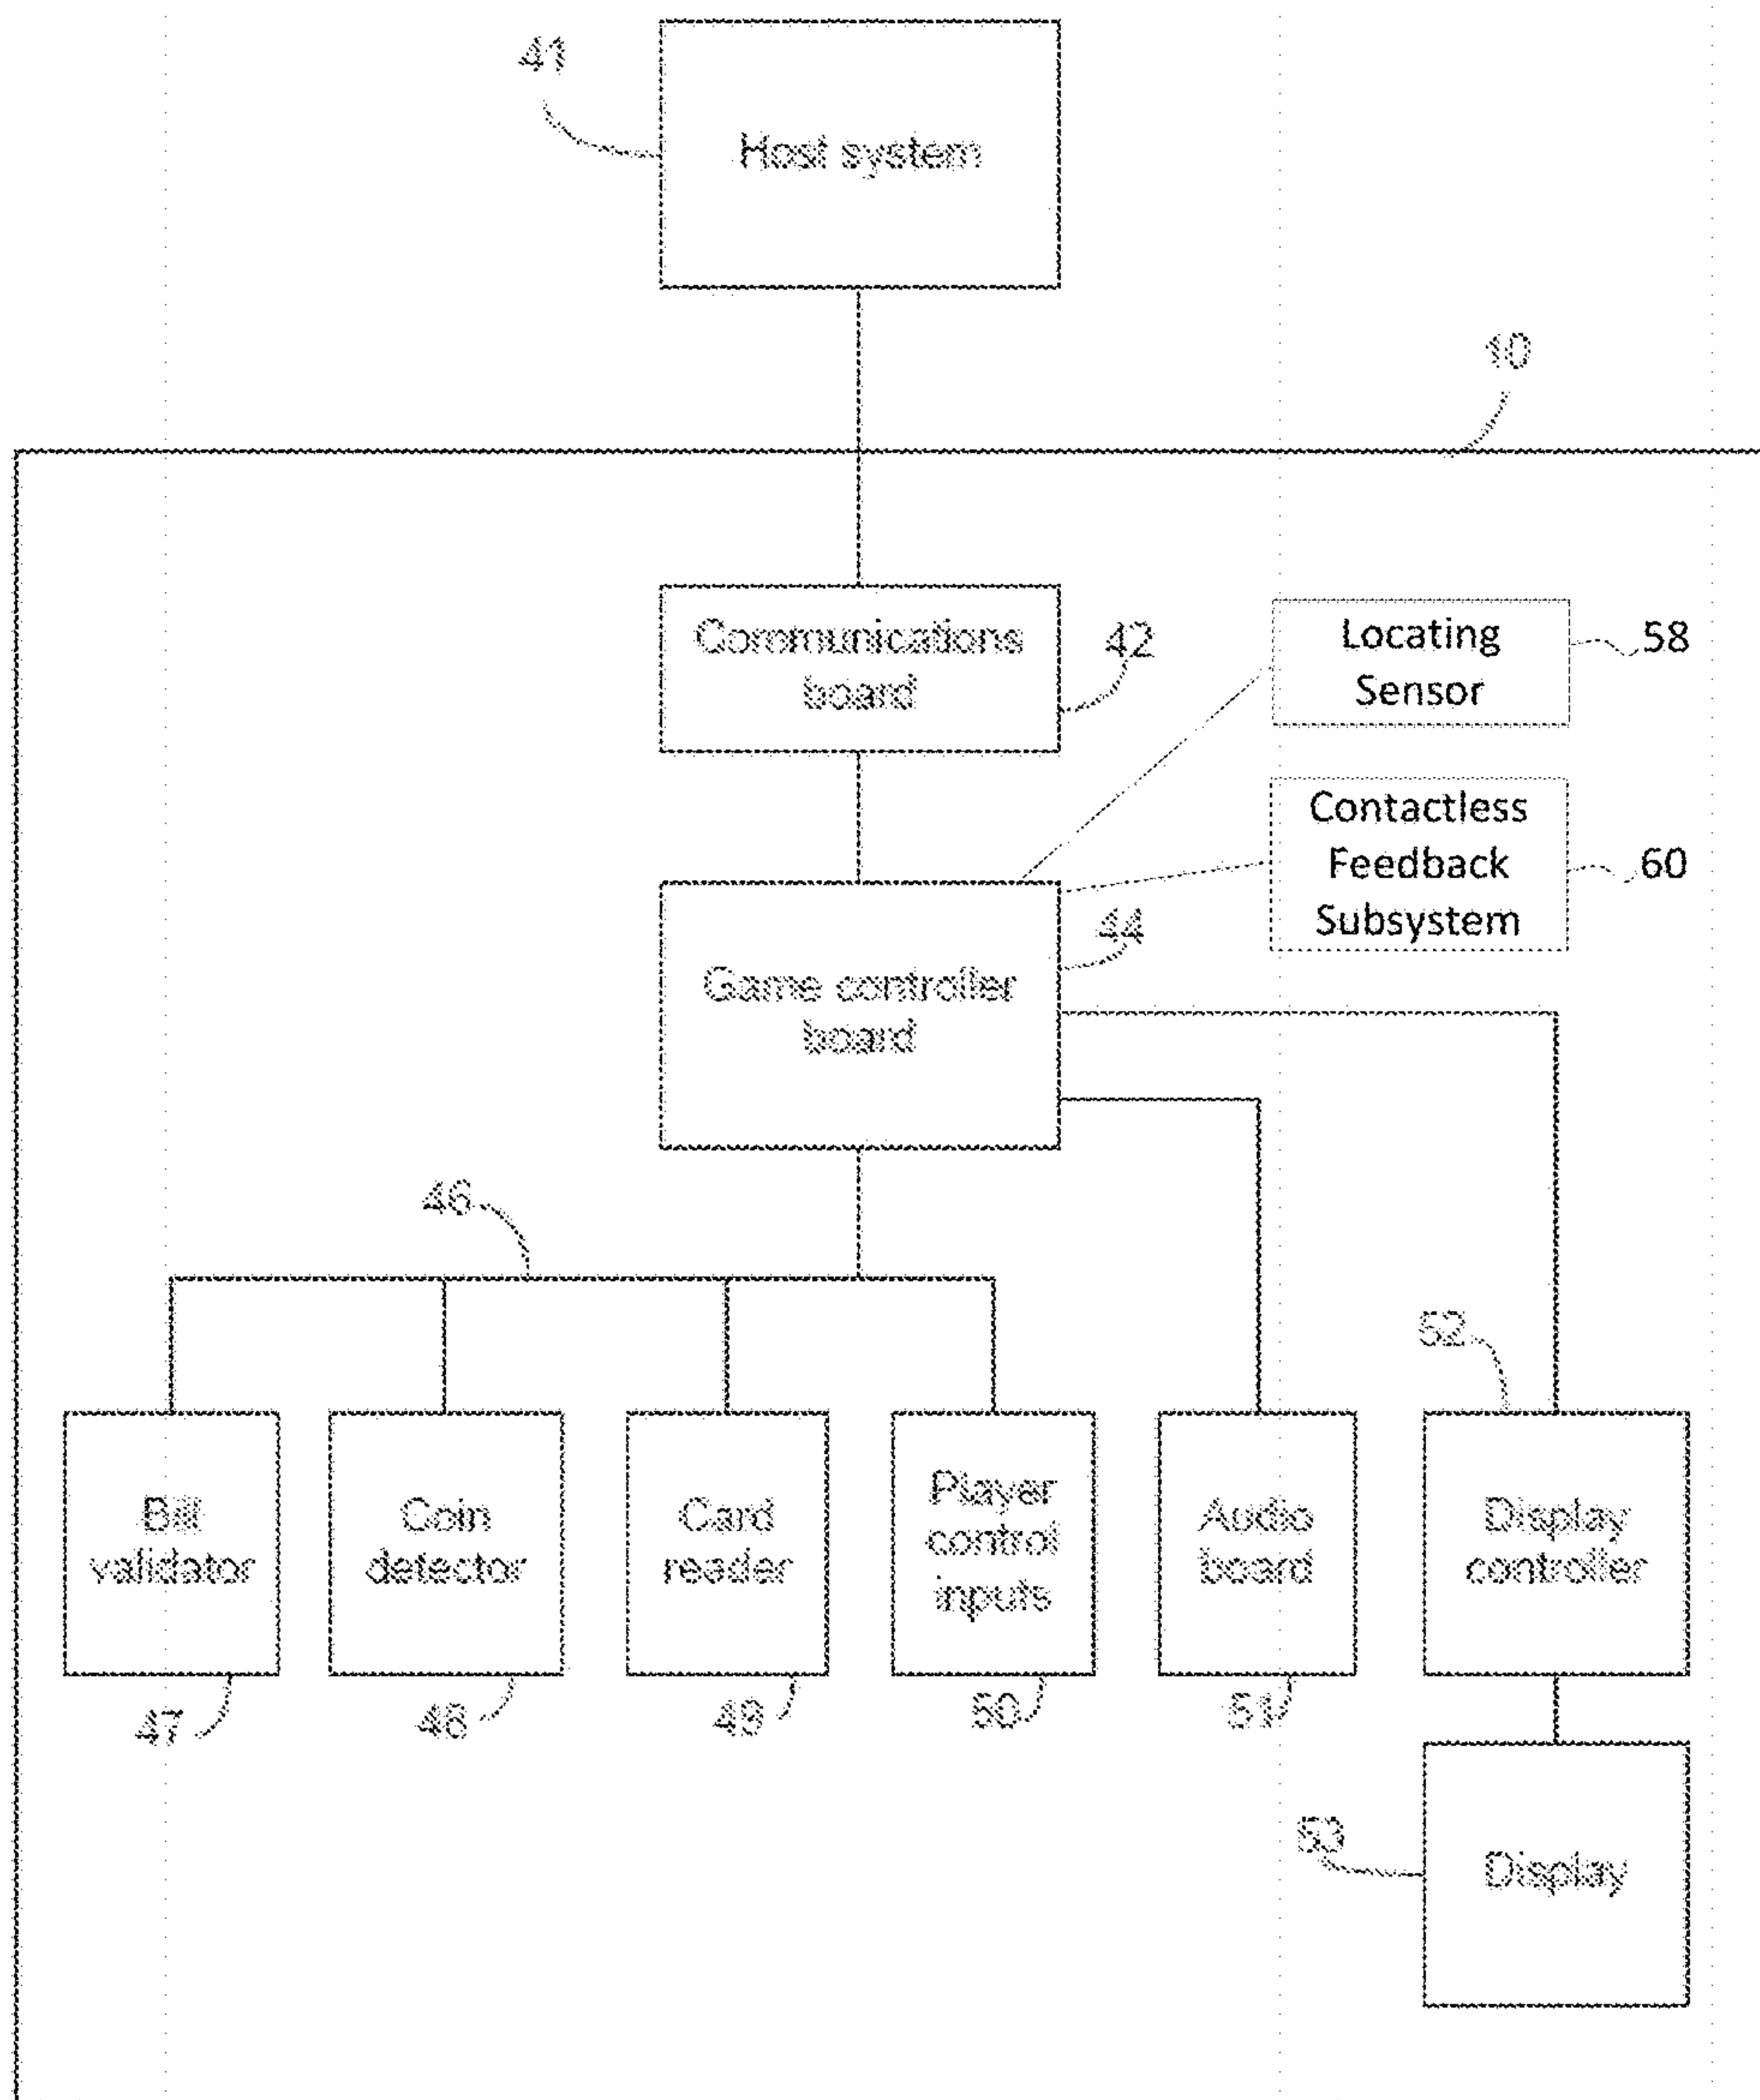 41
Host system
10
Communications
board
42
Locating
Sensor
58
Contactless
Feedback
Subsystem
60
44
Game controller
board
46
52
Bill
validator
Coin
detector
Card
reader
Player
control
inputs
Audio
board
Display
controller
47
48
49
50
51
53
Display